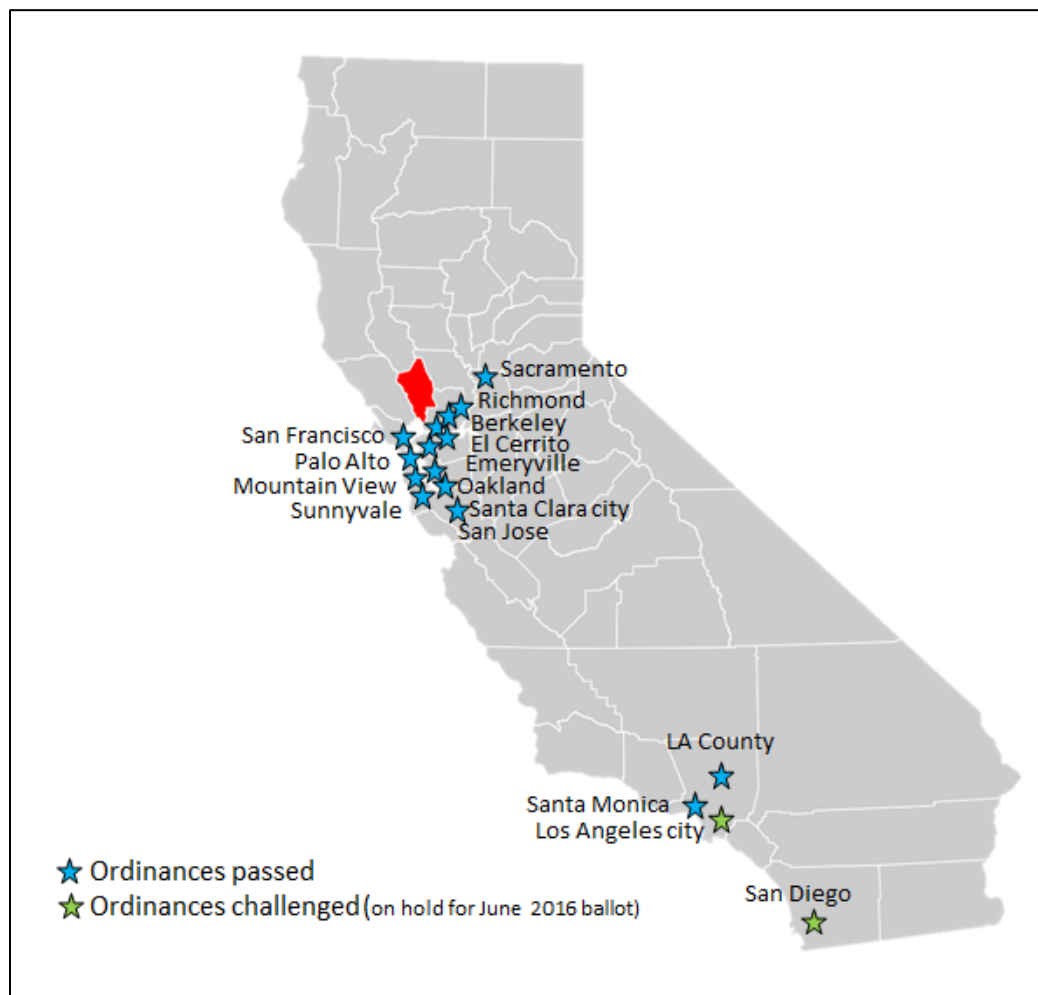 Sacramento
Richmond
Berkeley
San Francisco
El Cerrito
Palo Alto
Emeryville
Mountain View
Oakland
Sunnyvale
Santa Clara city
San Jose
LA County
Santa Monica
Los Angeles city
Ordinances passed
San Diego
Ordinances challenged (on hold for June 2016 ballot)